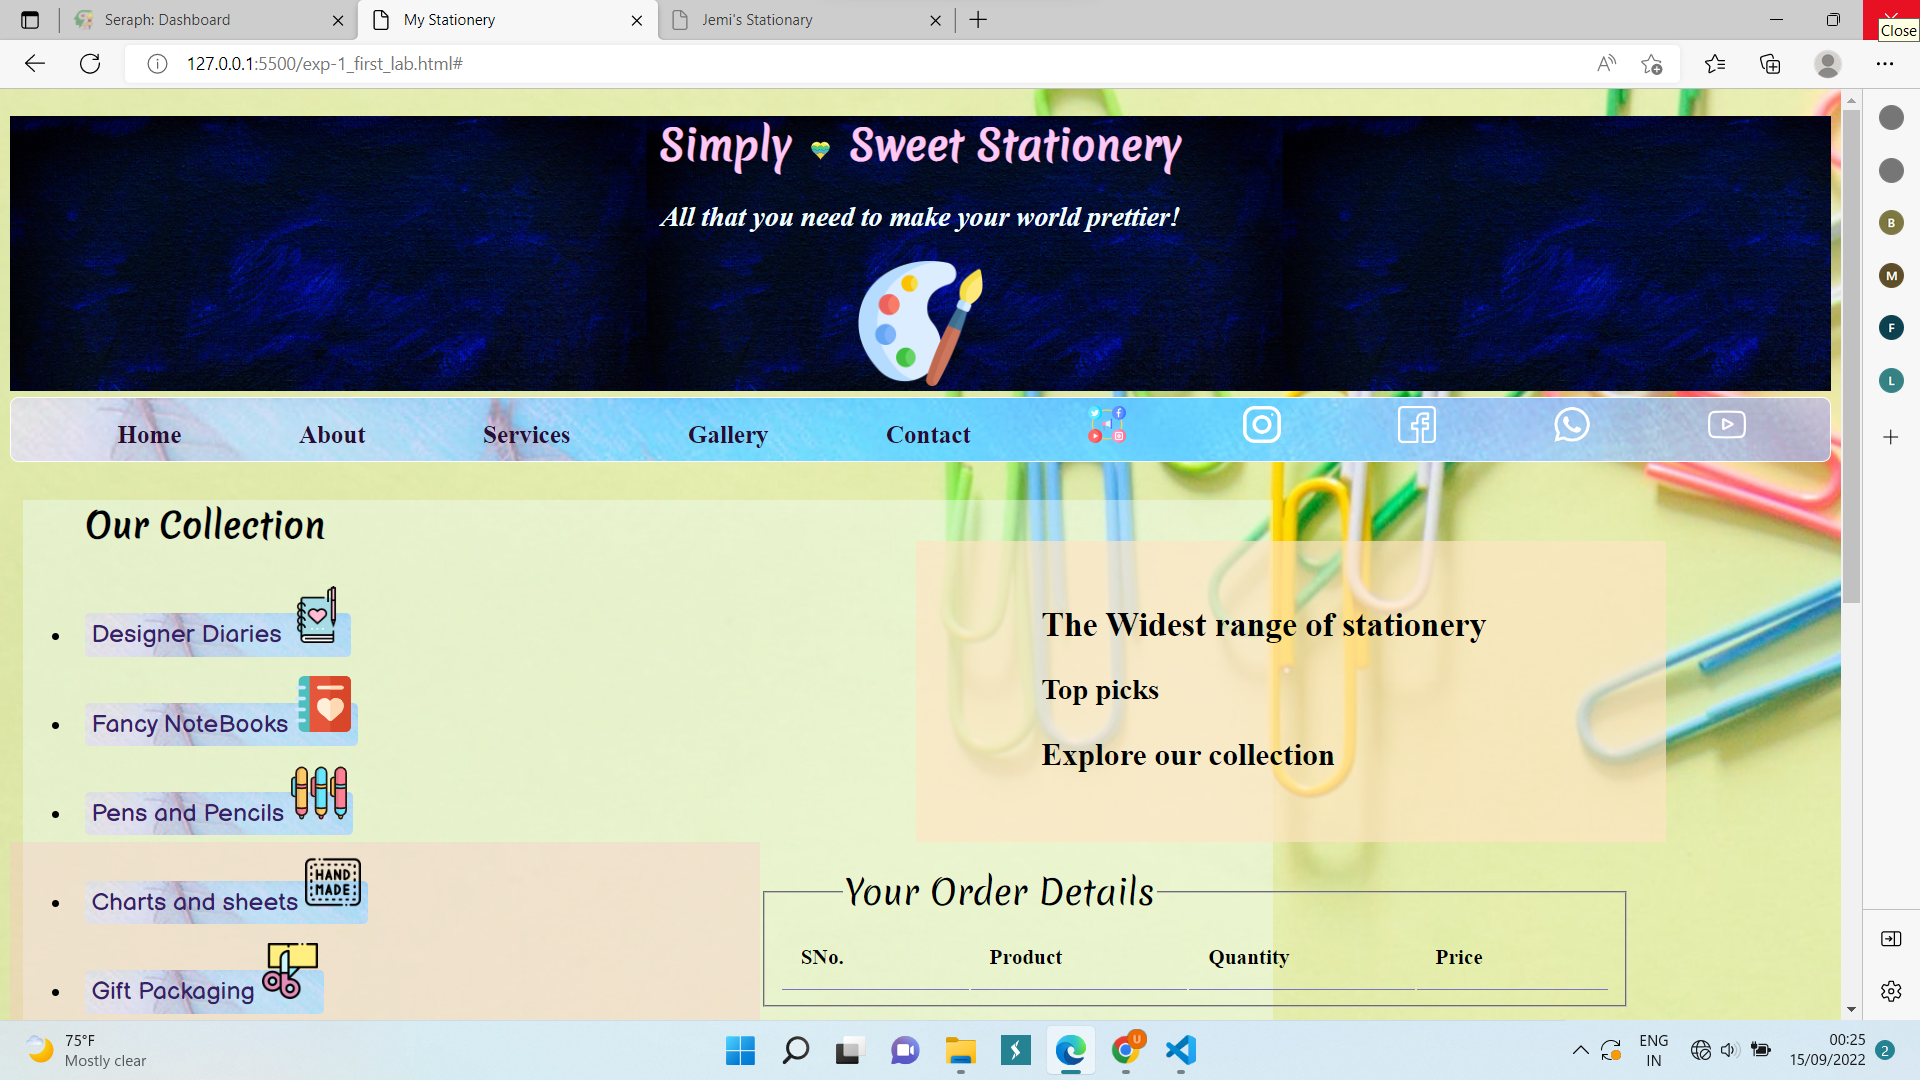 Seraph: Dashboard
My Stationery
Jemi's Stationary
Close
127.0.0.1:5500/exp-1_first_lab.html#
Simply Sweet Stationery
All that you need to make your world prettier!
Home About Services Gallery Contact
Our Collection
Designer Diaries
Fancy NoteBooks
Pens and Pencils
Charts and sheets
HAND MADE
Gift Packaging
The Widest range of stationery
Top picks
Explore our collection
Your Order Details
SNo. Product Quantity Price
B
M
F
L
75°F
Mostly clear
U
ENG
IN
00:25
15/09/2022
2